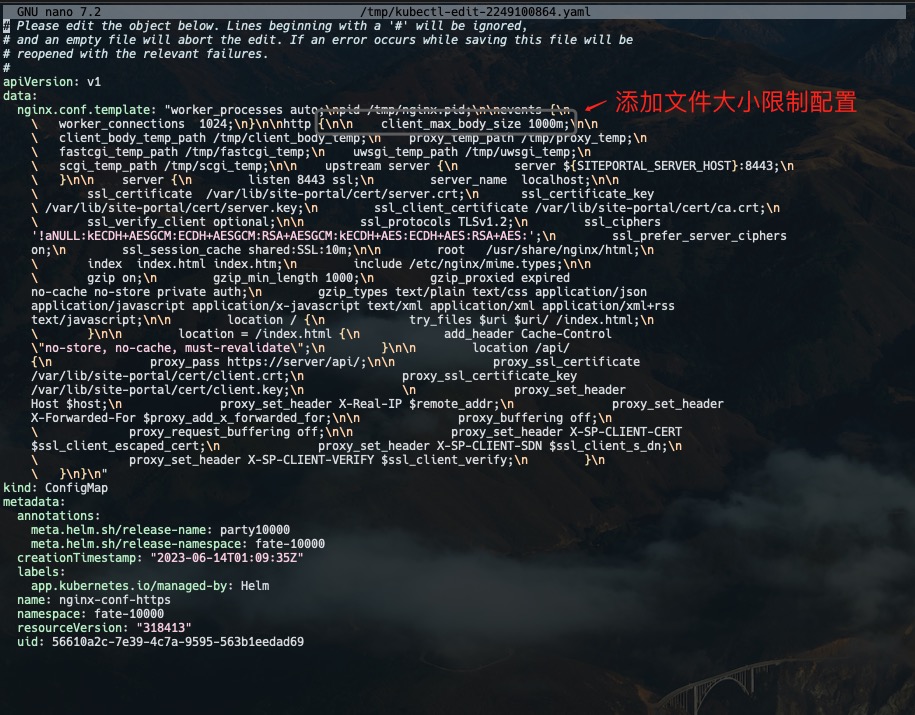 GNU nano 7.2 /tmp/kubectl-edit-2249100864.yaml
# Please edit the object below. Lines beginning with a '#' will be ignored,
# and an empty file will abort the edit. If an error occurs while saving this file will be
# reopened with the relevant failures.
#
apiVersion: v1
data:
nginx.conf.template: "worker_processes auto;\npid /tmp/nginx.pid;\n\nevents {\n
添加文件大小限制配置
\   worker_connections  1024;\n}\n\nhttp {\n\n    client_max_body_size 1000m;\n\n
\   client_body_temp_path /tmp/client_body_temp;\n   proxy_temp_path /tmp/proxy_temp;\n
\   fastcgi_temp_path /tmp/fastcgi_temp;\n   uwsgi_temp_path /tmp/uwsgi_temp;\n
\   scgi_temp_path /tmp/scgi_temp;\n\n    upstream server {\n        server ${SITEPORTAL_SERVER_HOST}:8443;\n
\   }\n\n    server {\n        listen 8443 ssl;\n        server_name  localhost;\n\n
\       ssl_certificate  /var/lib/site-portal/cert/server.crt;\n        ssl_certificate_key
\ /var/lib/site-portal/cert/server.key;\n        ssl_client_certificate /var/lib/site-portal/cert/ca.crt;\n
\       ssl_verify_client optional;\n\n        ssl_protocols TLSv1.2;\n        ssl_ciphers
'!aNULL:kECDH+AESGCM:ECDH+AESGCM:RSA+AESGCM:kECDH+AES:ECDH+AES:RSA+AES:';\n        ssl_prefer_server_ciphers
on;\n        ssl_session_cache shared:SSL:10m;\n\n        root   /usr/share/nginx/html;\n
\       index  index.html index.htm;\n        include /etc/nginx/mime.types;\n\n
\       gzip on;\n        gzip_min_length 1000;\n        gzip_proxied expired
no-cache no-store private auth;\n        gzip_types text/plain text/css application/json
application/javascript application/x-javascript text/xml application/xml application/xml+rss
text/javascript;\n\n        location / {\n            try_files $uri $uri/ /index.html;\n
\       }\n\n        location = /index.html {\n            add_header Cache-Control
\"no-store, no-cache, must-revalidate\";\n        }\n\n        location /api/
{\n            proxy_pass https://server/api/;\n\n            proxy_ssl_certificate
/var/lib/site-portal/cert/client.crt;\n            proxy_ssl_certificate_key
/var/lib/site-portal/cert/client.key;\n            \n            proxy_set_header
Host $host;\n            proxy_set_header X-Real-IP $remote_addr;\n            proxy_set_header
X-Forwarded-For $proxy_add_x_forwarded_for;\n\n            proxy_buffering off;\n
\           proxy_request_buffering off;\n\n            proxy_set_header X-SP-CLIENT-CERT
$ssl_client_escaped_cert;\n            proxy_set_header X-SP-CLIENT-SDN $ssl_client_s_dn;\n
\           proxy_set_header X-SP-CLIENT-VERIFY $ssl_client_verify;\n        }\n
\   }\n}\n"
kind: ConfigMap
metadata:
annotations:
meta.helm.sh/release-name: party10000
meta.helm.sh/release-namespace: fate-10000
creationTimestamp: "2023-06-14T01:09:35Z"
labels:
app.kubernetes.io/managed-by: Helm
name: nginx-conf-https
namespace: fate-10000
resourceVersion: "318413"
uid: 56610a2c-7e39-4c7a-9595-563b1eedad69